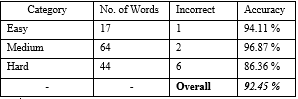 Category No. of Words Incorrect Accuracy
Easy 17 1 94.11 %
Medium 64 2 96.87 %
Hard 44 6 86.36 %
- - Overall 92.45 %